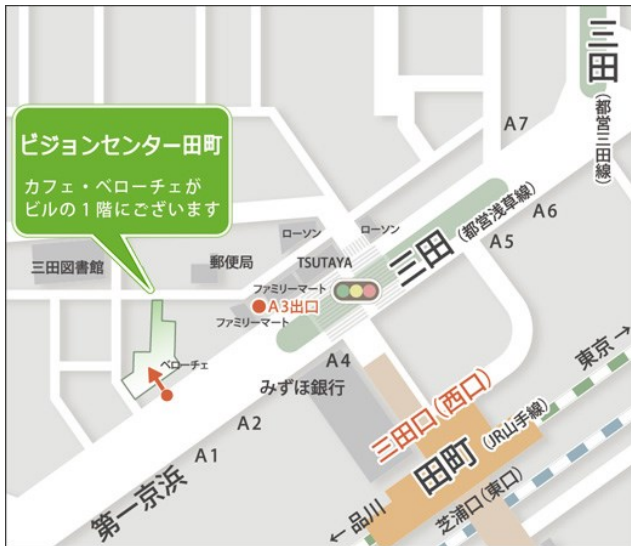 三田
（都営三田線）
A7
ビジョンセンター田町
カフェ・ベローチェが
ビルの１階にございます
A6
A5
三田
（都営浅草線）
ローソン
ローソン
三田図書館
郵便局
TSUTAYA
ファミリーマート
A3出口
ファミリーマート
ベローチェ
A4
みずほ銀行
東京→
三田口（西口）
A2
A1
田町
（JR山手線）
第一京浜
←品川
芝浦口（東口）